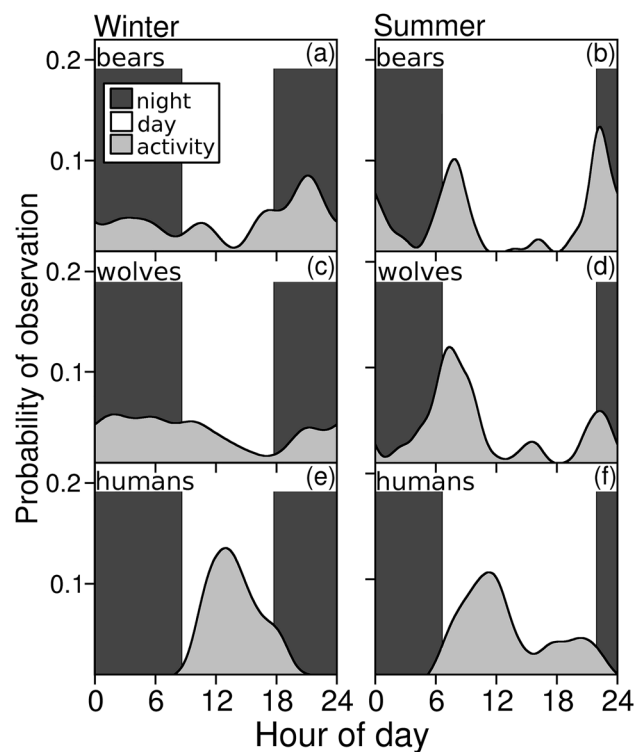 Winter
Summer
bears
(a)
bears
(b)
night
day
activity
0.2
0.1
wolves
(c)
wolves
(d)
0.2
0.1
humans
(e)
humans
(f)
0.2
0.1
0 6 12 18 24
0 6 12 18 24
Probability of observation
Hour of day